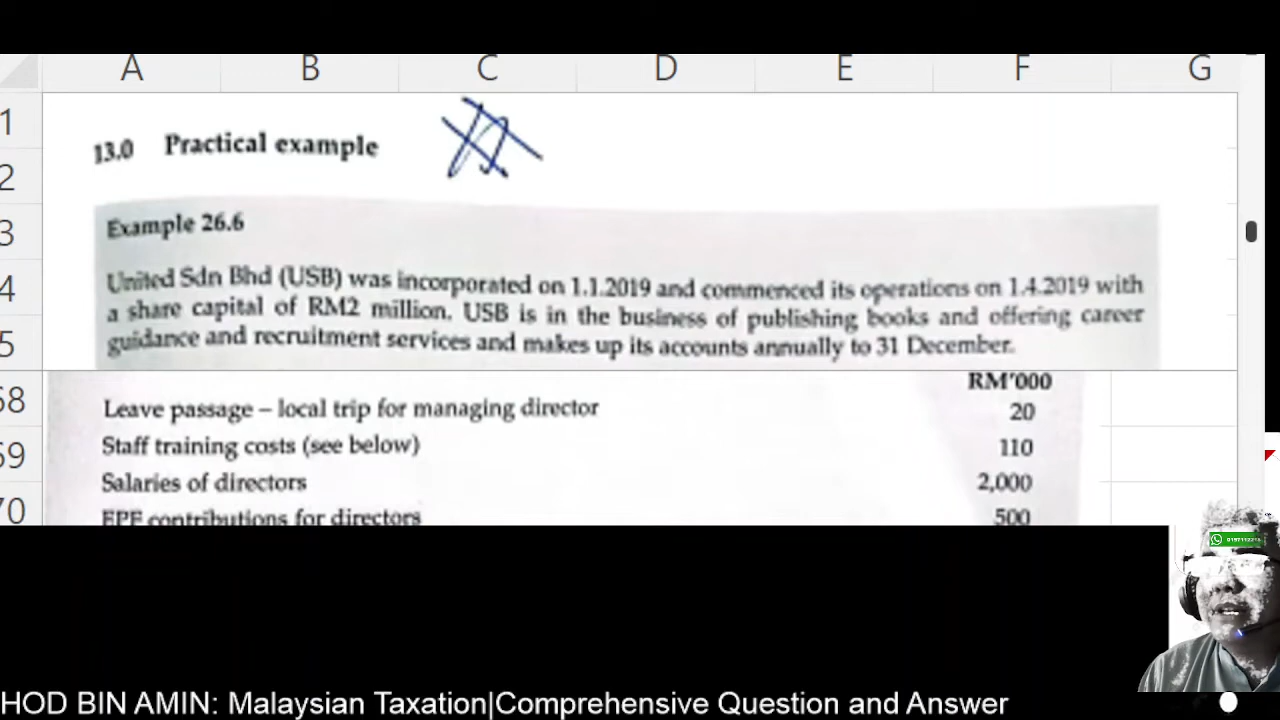 A B C D E F G
1
2
3
4
5
13.0 Practical example
Example 26.6
United Sdn Bhd (USB) was incorporated on 1.1.2019 and commenced its operations on 1.4.2019 with
a share capital of RM2 million. USB is in the business of publishing books and offering career
guidance and recruitment services and makes up its accounts annually to 31 December.
RM'000
68 Leave passage – local trip for managing director 20
69 Staff training costs (see below) 110
Salaries of directors 2,000
70 EPF contributions for directors 500
HOD BIN AMIN: Malaysian Taxation|Comprehensive Question and Answer